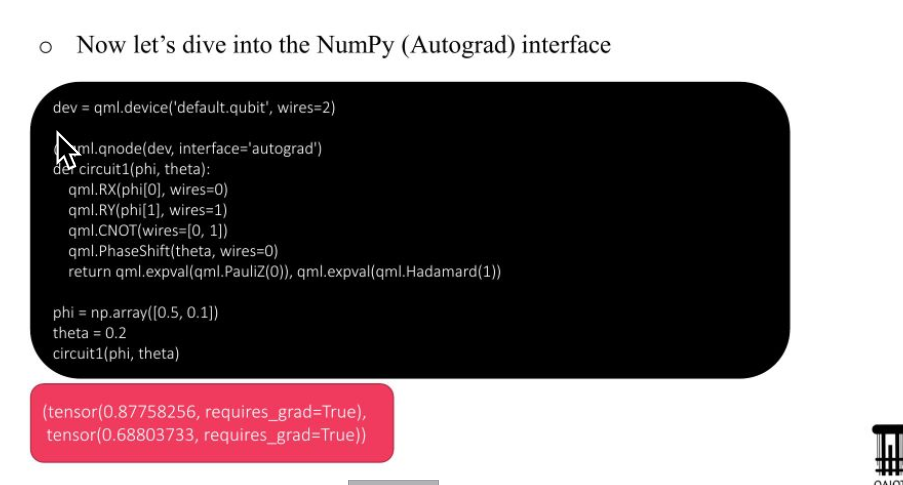 o Now let's dive into the NumPy (Autograd) interface
dev = qml.device('default.qubit', wires=2)
ml.qnode(dev, interface='autograd')
def circuit1(phi, theta):
qml.RX(phi[0], wires=0)
qml.RY(phi[1], wires=1)
qml.CNOT(wires=[0, 1])
qml.PhaseShift(theta, wires=0)
return qml.expval(qml.PauliZ(0)), qml.expval(qml.Hadamard(1))
phi = np.array([0.5, 0.1])
theta = 0.2
circuit1(phi, theta)
(tensor(0.87758256, requires_grad=True),
tensor(0.68803733, requires_grad=True))